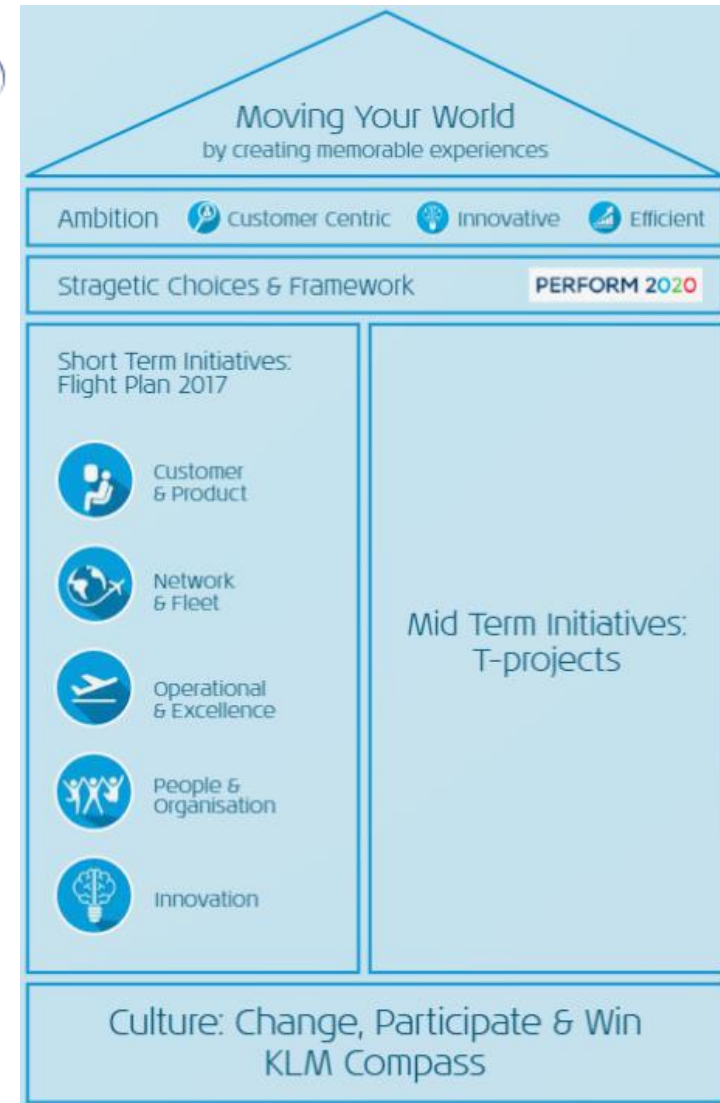 Moving Your World
by creating memorable experiences
Ambition Customer Centric Innovative Efficient
Stragetic Choices & Framework PERFORM 2020
Short Term Initiatives:
Flight Plan 2017
Customer
& Product
Network
& Fleet
Operational
& Excellence
People &
Organisation
Innovation
Mid Term Initiatives:
T-projects
Culture: Change, Participate & Win
KLM Compass